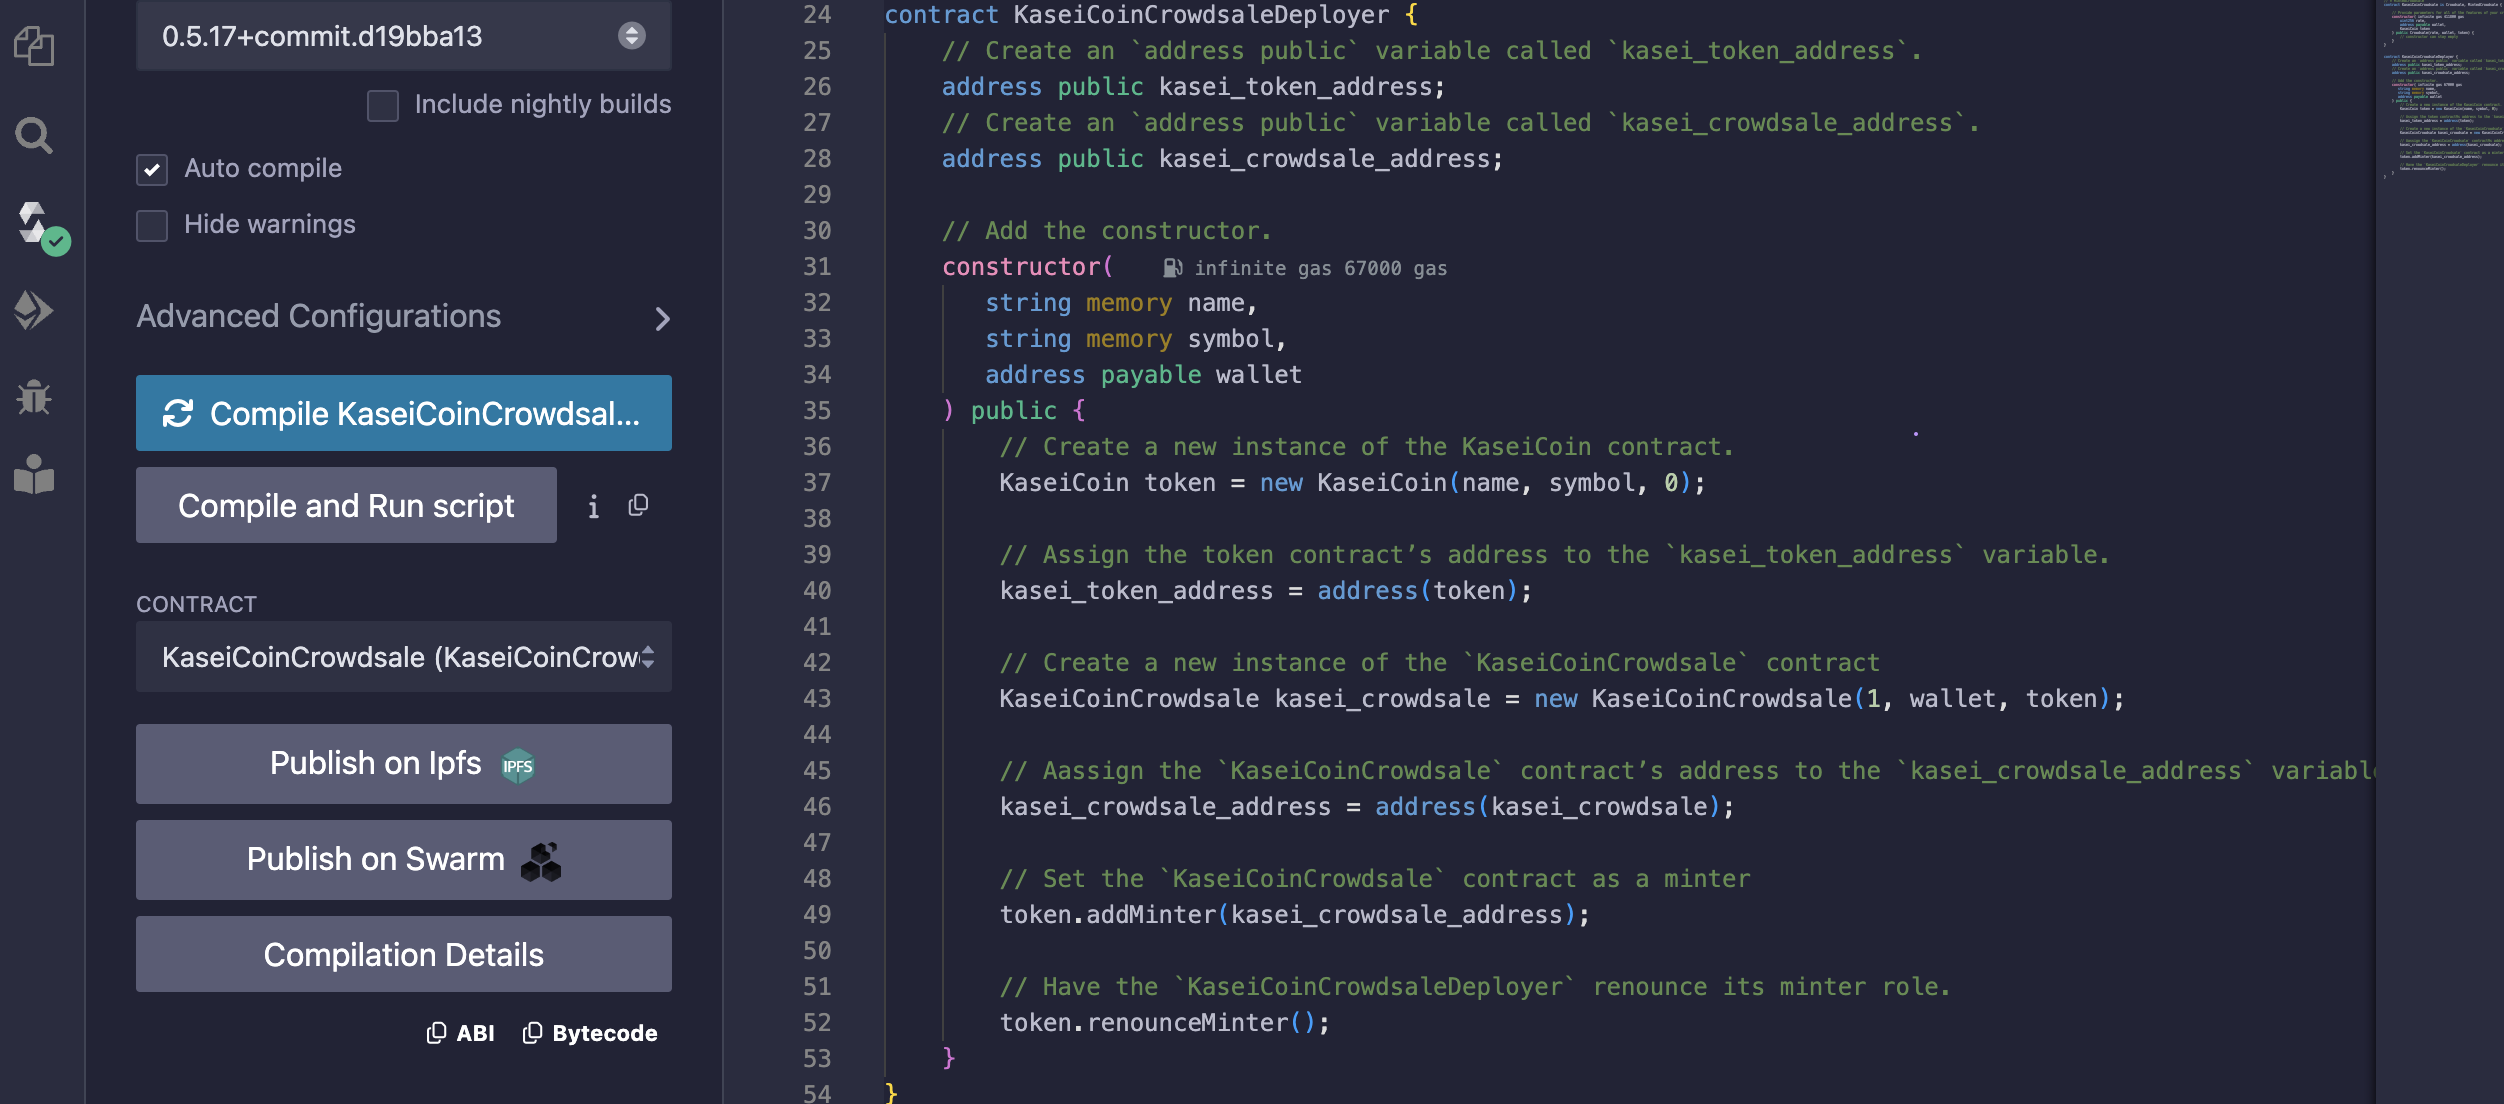 0.5.17+commit.d19bba13
Include nightly builds
Auto compile
Hide warnings
Advanced Configurations
Compile KaseiCoinCrowdsal...
Compile and Run script
CONTRACT
KaseiCoinCrowdsale (KaseiCoinCrow
Publish on Ipfs IPFS
Publish on Swarm
Compilation Details
ABI Bytecode
24 contract KaseiCoinCrowdsaleDeployer {
25 // Create an `address public` variable called `kasei_token_address`.
26 address public kasei_token_address;
27 // Create an `address public` variable called `kasei_crowdsale_address`.
28 address public kasei_crowdsale_address;
29
30 // Add the constructor.
31 constructor( infinite gas 67000 gas
32 string memory name,
33 string memory symbol,
34 address payable wallet
35 ) public {
36 // Create a new instance of the KaseiCoin contract.
37 KaseiCoin token = new KaseiCoin(name, symbol, 0);
38
39 // Assign the token contract’s address to the `kasei_token_address` variable.
40 kasei_token_address = address(token);
41
42 // Create a new instance of the `KaseiCoinCrowdsale` contract
43 KaseiCoinCrowdsale kasei_crowdsale = new KaseiCoinCrowdsale(1, wallet, token);
44
45 // Aassign the `KaseiCoinCrowdsale` contract’s address to the `kasei_crowdsale_address` variabl
46 kasei_crowdsale_address = address(kasei_crowdsale);
47
48 // Set the `KaseiCoinCrowdsale` contract as a minter
49 token.addMinter(kasei_crowdsale_address);
50
51 // Have the `KaseiCoinCrowdsaleDeployer` renounce its minter role.
52 token.renounceMinter();
53 }
54 }